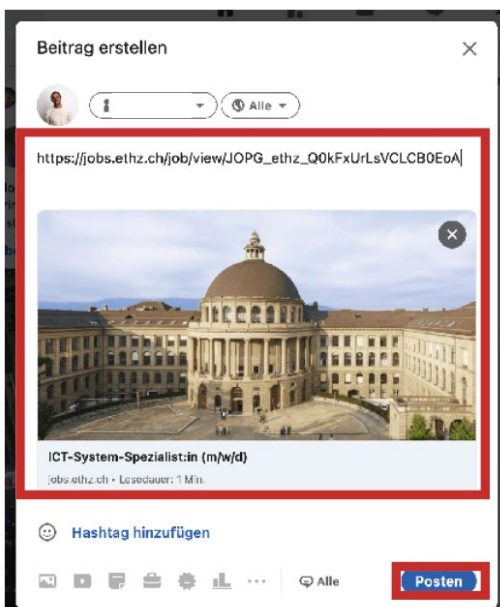 Beitrag erstellen
Alle
https://jobs.ethz.ch/job/view/JOPG_ethz_Q0kFxUrLsVCLCB0EoA
ICT-System-Spezialist:in (m/w/d)
jobs.ethz.ch • Lesedauer: 1 Min.
Hashtag hinzufügen
Alle
Posten